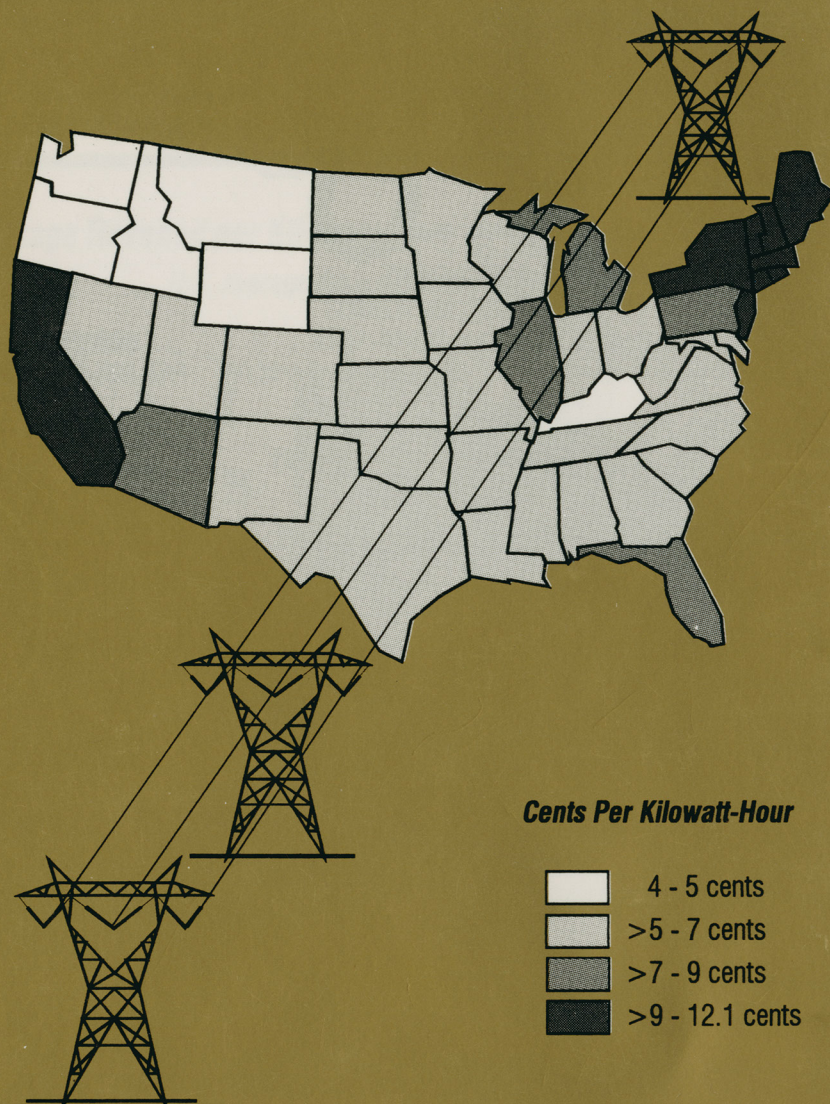 Cents Per Kilowatt-Hour
4 - 5 cents
>5 - 7 cents
>7 - 9 cents
>9 - 12.1 cents